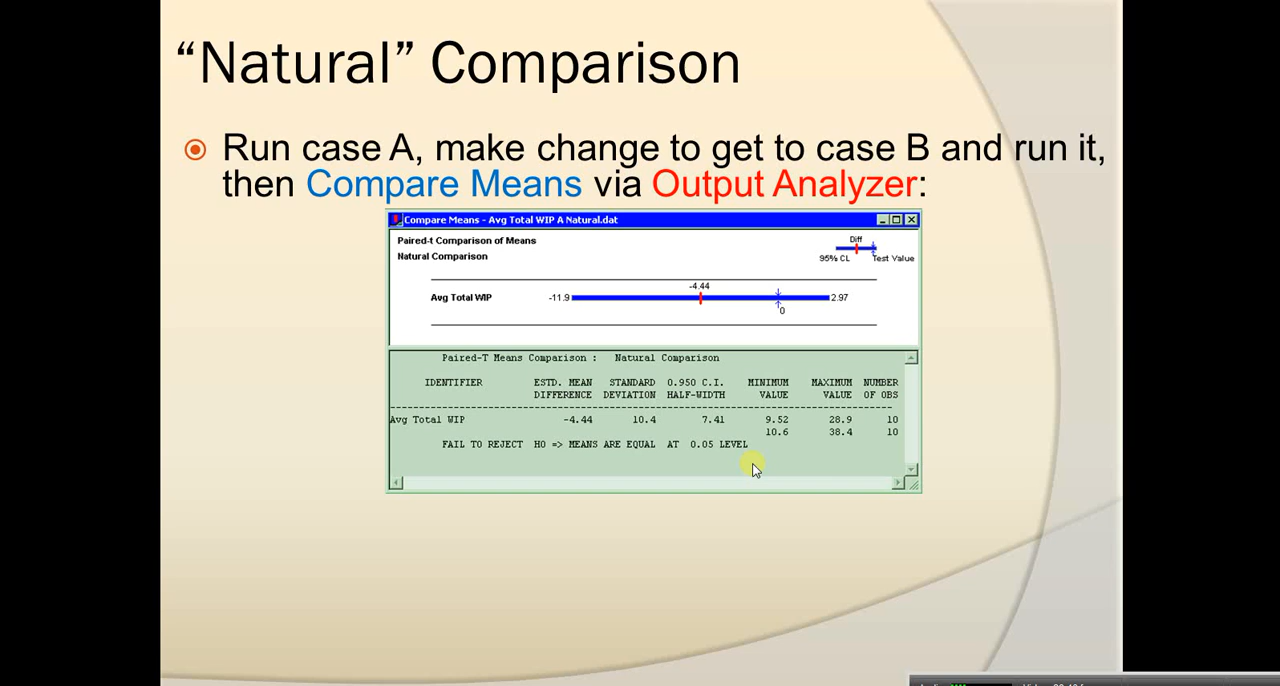 “Natural” Comparison
Run case A, make change to get to case B and run it,
then Compare Means via Output Analyzer:
Compare Means - Avg Total WIP A Natural.dat
Paired-t Comparison of Means
Natural Comparison
Diff
95% CL Test Value
-4.44
Avg Total WIP -11.9 2.97
0
Paired-T Means Comparison : Natural Comparison
IDENTIFIER ESTD. MEAN STANDARD 0.950 C.I. MINIMUM MAXIMUM NUMBER
DIFFERENCE DEVIATION HALF-WIDTH VALUE VALUE OF OBS
Avg Total WIP -4.44 10.4 7.41 9.52 28.9 10
10.6 38.4 10
FAIL TO REJECT H0 => MEANS ARE EQUAL AT 0.05 LEVEL